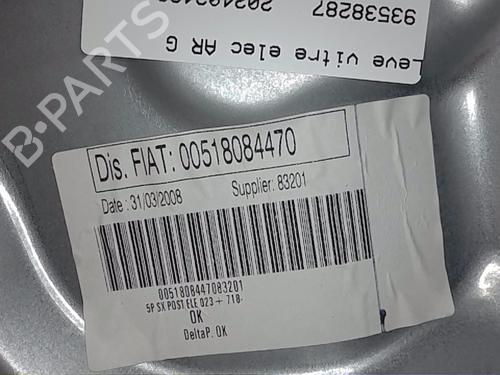 Leve vitre elec AR G
93538287
B-PARTS
Dis. FIAT: 00518084470
Date : 31/03/2008 Supplier: 83201
0051808447083201
5P SX POST ELE 023 + 718-
OK
DeltaP. OK